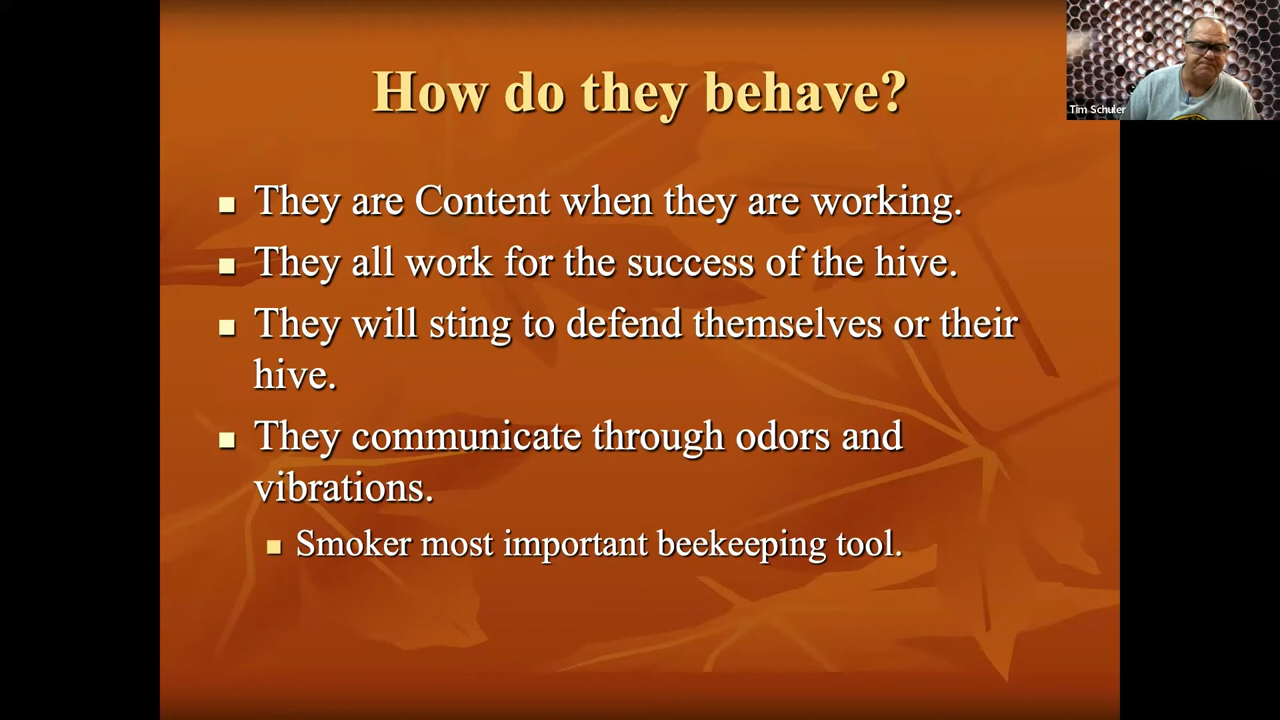 How do they behave?
Tim Schuler
They are Content when they are working.
They all work for the success of the hive.
They will sting to defend themselves or their
hive.
They communicate through odors and
vibrations.
Smoker most important beekeeping tool.